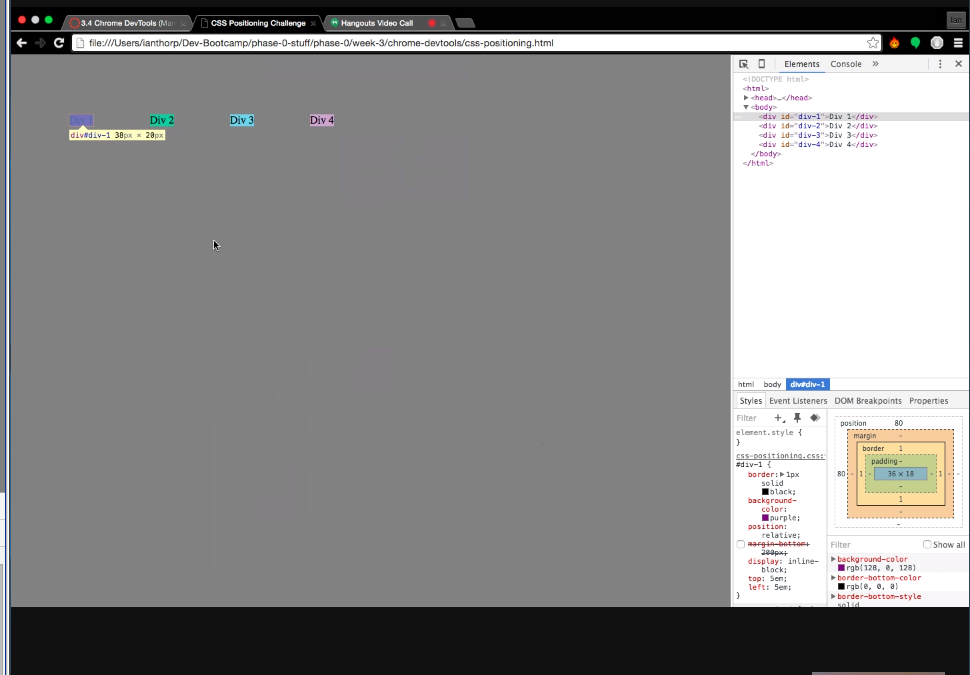 3.4 Chrome DevTools (Man
CSS Positioning Challenge
Hangouts Video Call
Ian
file:///Users/ianthorp/Dev-Bootcamp/phase-0-stuff/phase-0/week-3/chrome-devtools/css-positioning.html
Div 1
Div 2
Div 3
Div 4
div#div-1 38px × 20px
Elements
Console
»
<!DOCTYPE html>
<html>
<head>…</head>
<body>
<div id="div-1">Div 1</div>
<div id="div-2">Div 2</div>
<div id="div-3">Div 3</div>
<div id="div-4">Div 4</div>
</body>
</html>
html body div#div-1
Styles Event Listeners DOM Breakpoints Properties
Filter
element.style {
}
css-positioning.css:
#div-1 {
border: 1px
solid
black;
background-
color:
purple;
position:
relative;
margin-bottom:
200px;
display: inline-
block;
top: 5em;
left: 5em;
}
position 80
margin -
border 1
padding -
80 - 1 - 36 × 18 - 1 - -
-
1
-
-
Filter Show all
background-color
rgb(128, 0, 128)
border-bottom-color
rgb(0, 0, 0)
border-bottom-style
solid